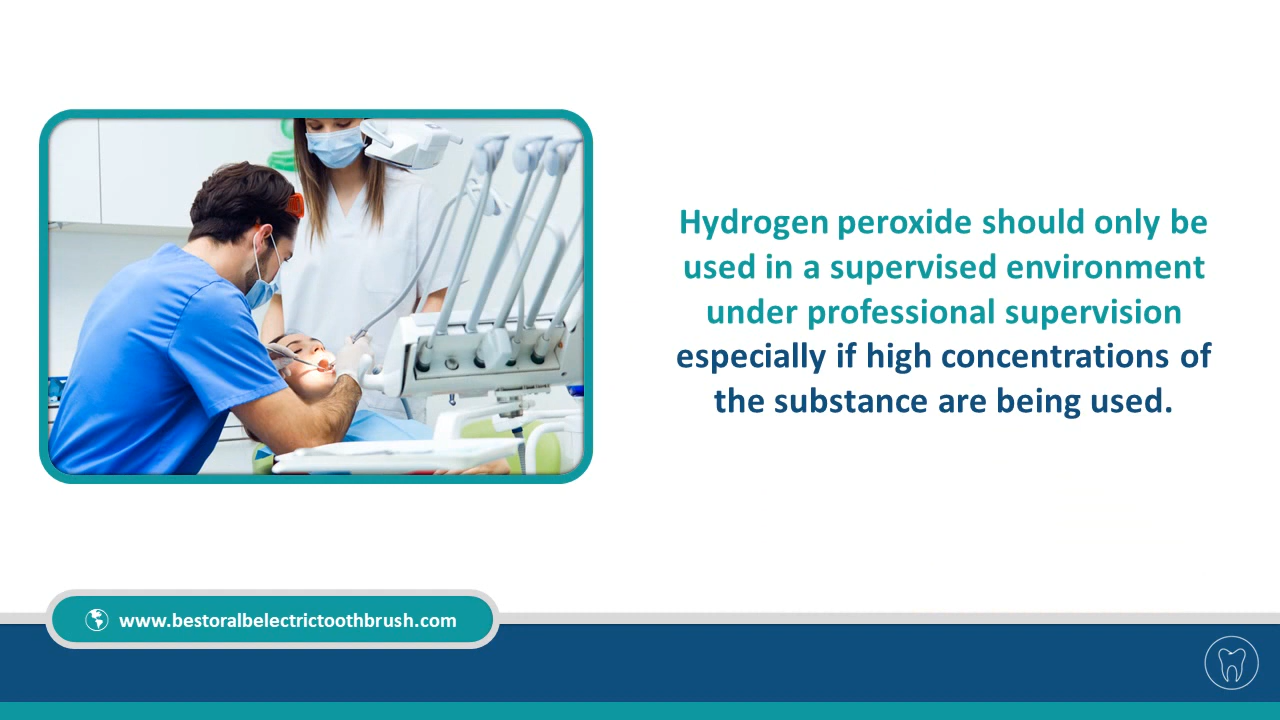 Hydrogen peroxide should only be
used in a supervised environment
under professional supervision
especially if high concentrations of
the substance are being used.
www.bestoralbelectrictoothbrush.com